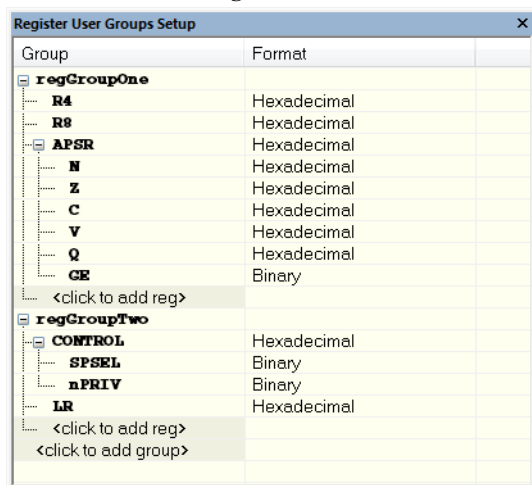 Register User Groups Setup ×
Group Format
regGroupOne
R4 Hexadecimal
R8 Hexadecimal
APSR Hexadecimal
N Hexadecimal
Z Hexadecimal
C Hexadecimal
V Hexadecimal
Q Hexadecimal
GE Binary
<click to add reg>
regGroupTwo
CONTROL Hexadecimal
SPSEL Binary
nPRIV Binary
LR Hexadecimal
<click to add reg>
<click to add group>